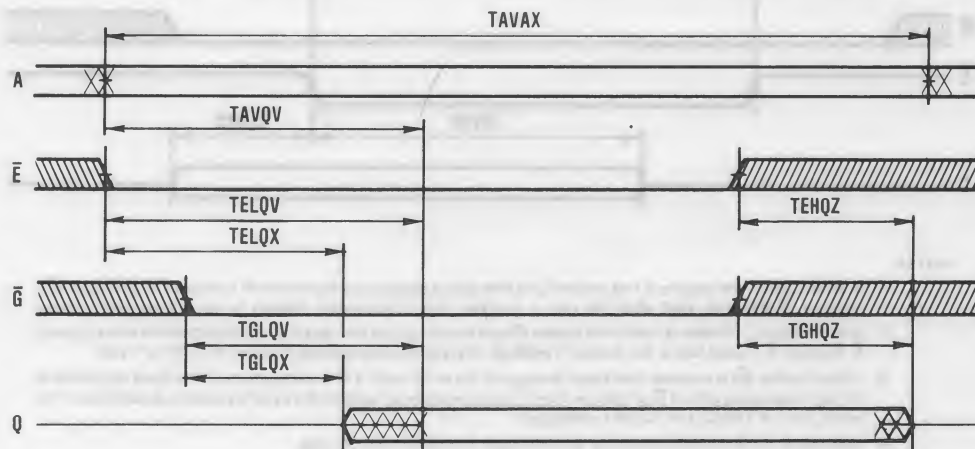 TAVAX
A
TAVQV
Ē
TELQV
TEHQZ
TELQX
Ḡ
TGLQV
TGHQZ
TGLQX
Q